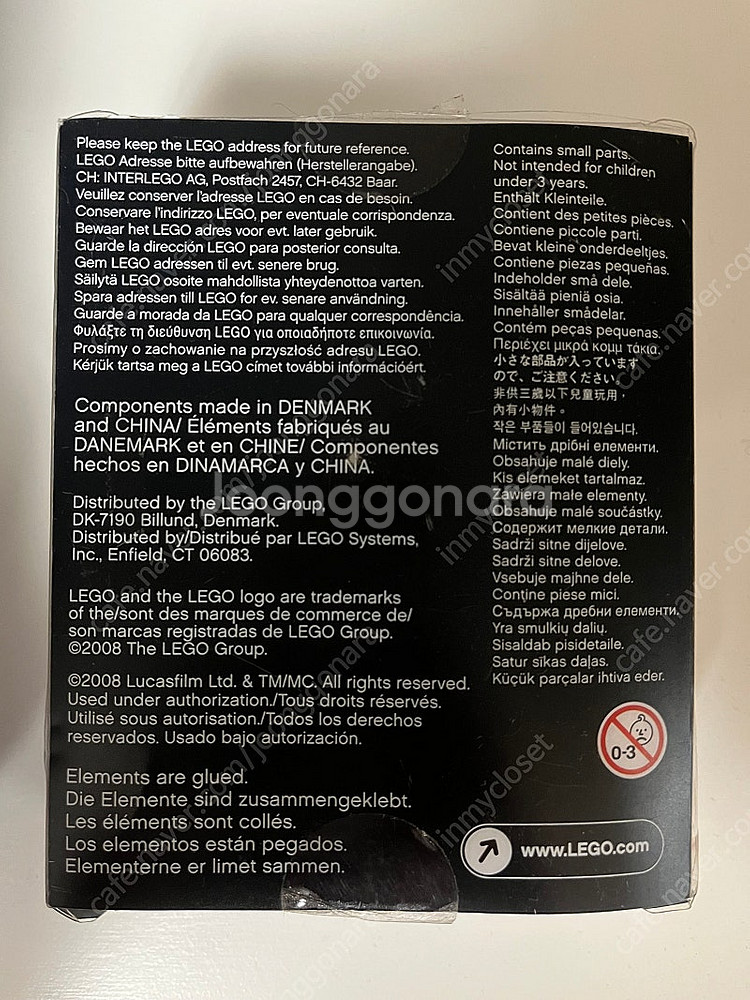 Please keep the LEGO address for future reference.
LEGO Adresse bitte aufbewahren (Herstellerangabe).
CH: INTERLEGO AG, Postfach 2457, CH-6432 Baar.
Veuillez conserver l'adresse LEGO en cas de besoin.
Conservare l'indirizzo LEGO, per eventuale corrispondenza.
Bewaar het LEGO adres voor evt. later gebruik.
Guarde la dirección LEGO para posterior consulta.
Gem LEGO adressen til evt. senere brug.
Säilytä LEGO osoite mahdollista yhteydenottoa varten.
Spara adressen till LEGO for ev. senare användning.
Guarde a morada da LEGO para qualquer correspondência.
Φυλάξτε τη διεύθυνση LEGO για οποιαδήποτε επικοινωνία.
Prosimy o zachowanie na przyszłość adresu LEGO.
Kérjük tartsa meg a LEGO címet további információért.
Components made in DENMARK
and CHINA/ Éléments fabriqués au
DANEMARK et en CHINE/ Componentes
hechos en DINAMARCA y CHINA.
Distributed by the LEGO Group,
DK-7190 Billund, Denmark.
Distributed by/Distribué par LEGO Systems,
Inc., Enfield, CT 06083.
LEGO and the LEGO logo are trademarks
of the/sont des marques de commerce de/
son marcas registradas de LEGO Group.
©2008 The LEGO Group.
©2008 Lucasfilm Ltd. & TM/MC. All rights reserved.
Used under authorization./Tous droits réservés.
Utilisé sous autorisation./Todos los derechos
reservados. Usado bajo autorización.
Elements are glued.
Die Elemente sind zusammengeklebt.
Les éléments sont collés.
Los elementos están pegados.
Elementerne er limet sammen.
Contains small parts.
Not intended for children
under 3 years.
Enthält Kleinteile.
Contient des petites pièces.
Contiene piccole parti.
Bevat kleine onderdeeltjes.
Contiene piezas pequeñas.
Indeholder små dele.
Sisältää pieniä osia.
Innehåller smådelar.
Contém peças pequenas.
Περιέχει μικρά κομμ τάκια.
小さな部品が入っています
ので、ご注意ください。
非供三歲以下兒童玩用，
內有小物件。
작은 부품들이 들어있습니다.
Містить дрібні елементи.
Obsahuje malé diely.
Kis elemeket tartalmaz.
Zawiera małe elementy.
Obsahuje malé součástky.
Содержит мелкие детали.
Sadrži sitne dijelove.
Sadrži sitne delove.
Vsebuje majhne dele.
Conţine piese mici.
Съдържа дребни елементи.
Yra smulkių dalių.
Sisaldab pisidetaile.
Satur sīkas daļas.
Küçük parçalar ihtiva eder.
0-3
www.LEGO.com
joonggonara
inmycloset
cafe.naver.com/joonggonara